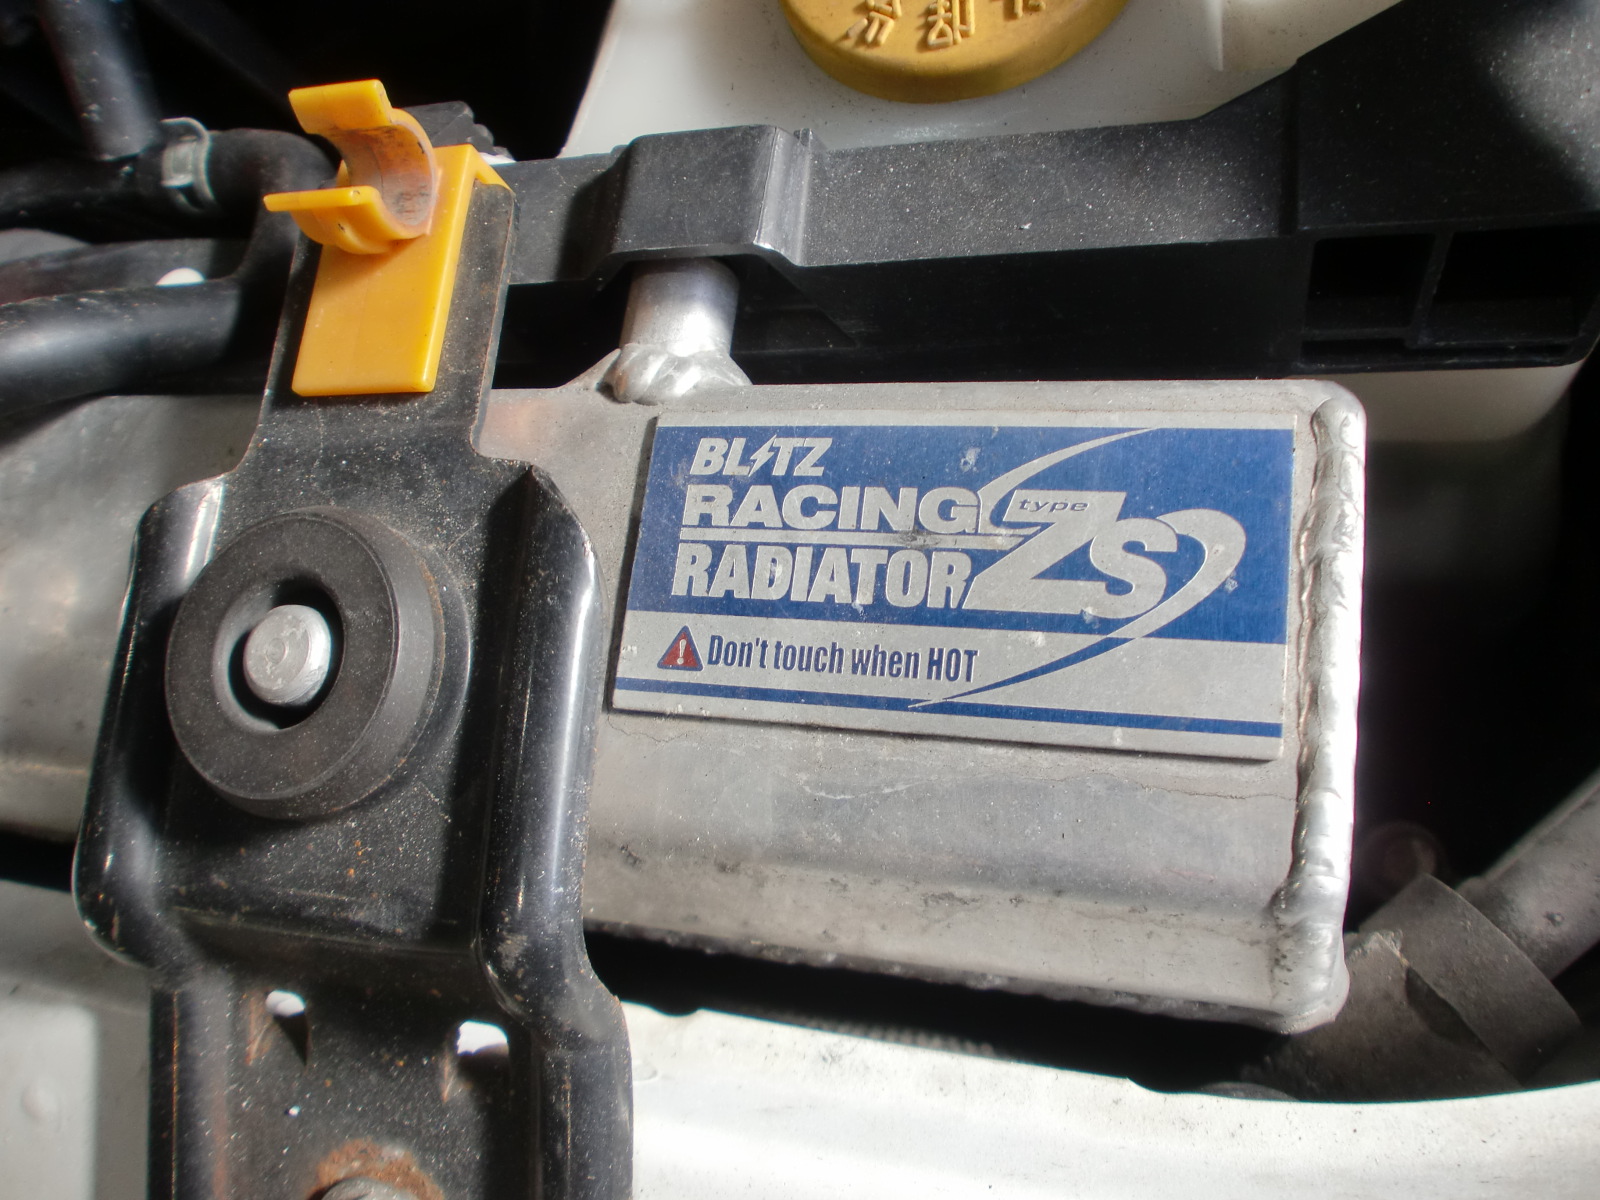 BLITZ
RACING
type
ZS
RADIATOR
Don't touch when HOT